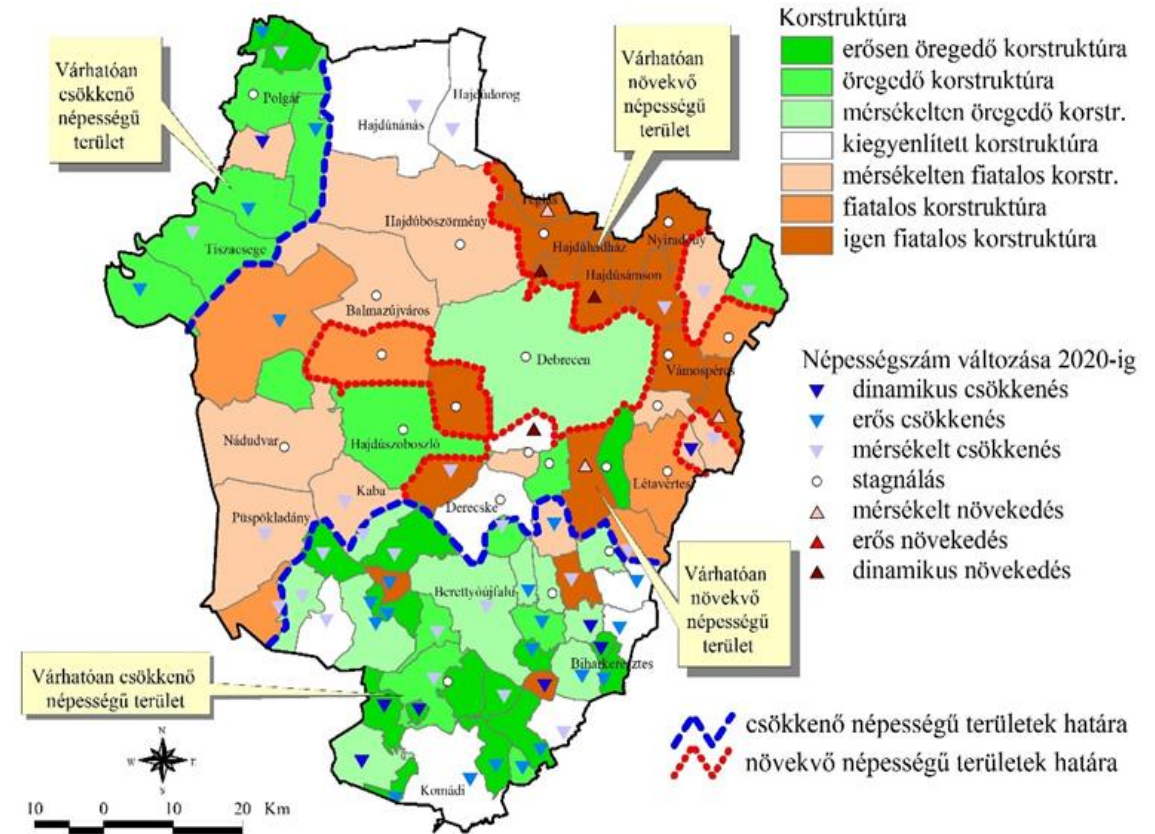 Korstruktúra
erősen öregedő korstruktúra
öregedő korstruktúra
mérsékelten öregedő korstr.
kiegyenlített korstruktúra
mérsékelten fiatalos korstr.
fiatalos korstruktúra
igen fiatalos korstruktúra
Várhatóan
csökkenő
népességű
terület
Várhatóan
növekvő
népességű
terület
Polgár
Hajdúnánás
Hajdúdorog
Téglás
Hajdúböszörmény
Hajdúhadház
Nyíradony
Hajdúsámson
Tiszacsege
Balmazújváros
Debrecen
Vámospércs
Nádudvar
Hajdúszoboszló
Létavértes
Kaba
Derecske
Püspökladány
Berettyóújfalu
Biharkeresztes
Komádi
Népességszám változása 2020-ig
dinamikus csökkenés
erős csökkenés
mérsékelt csökkenés
stagnálás
mérsékelt növekedés
erős növekedés
dinamikus növekedés
Várhatóan
növekvő
népességű
terület
Várhatóan csökkenő
népességű terület
csökkenő népességű területek határa
növekvő népességű területek határa
N
W
S
10 0 10 20 Km